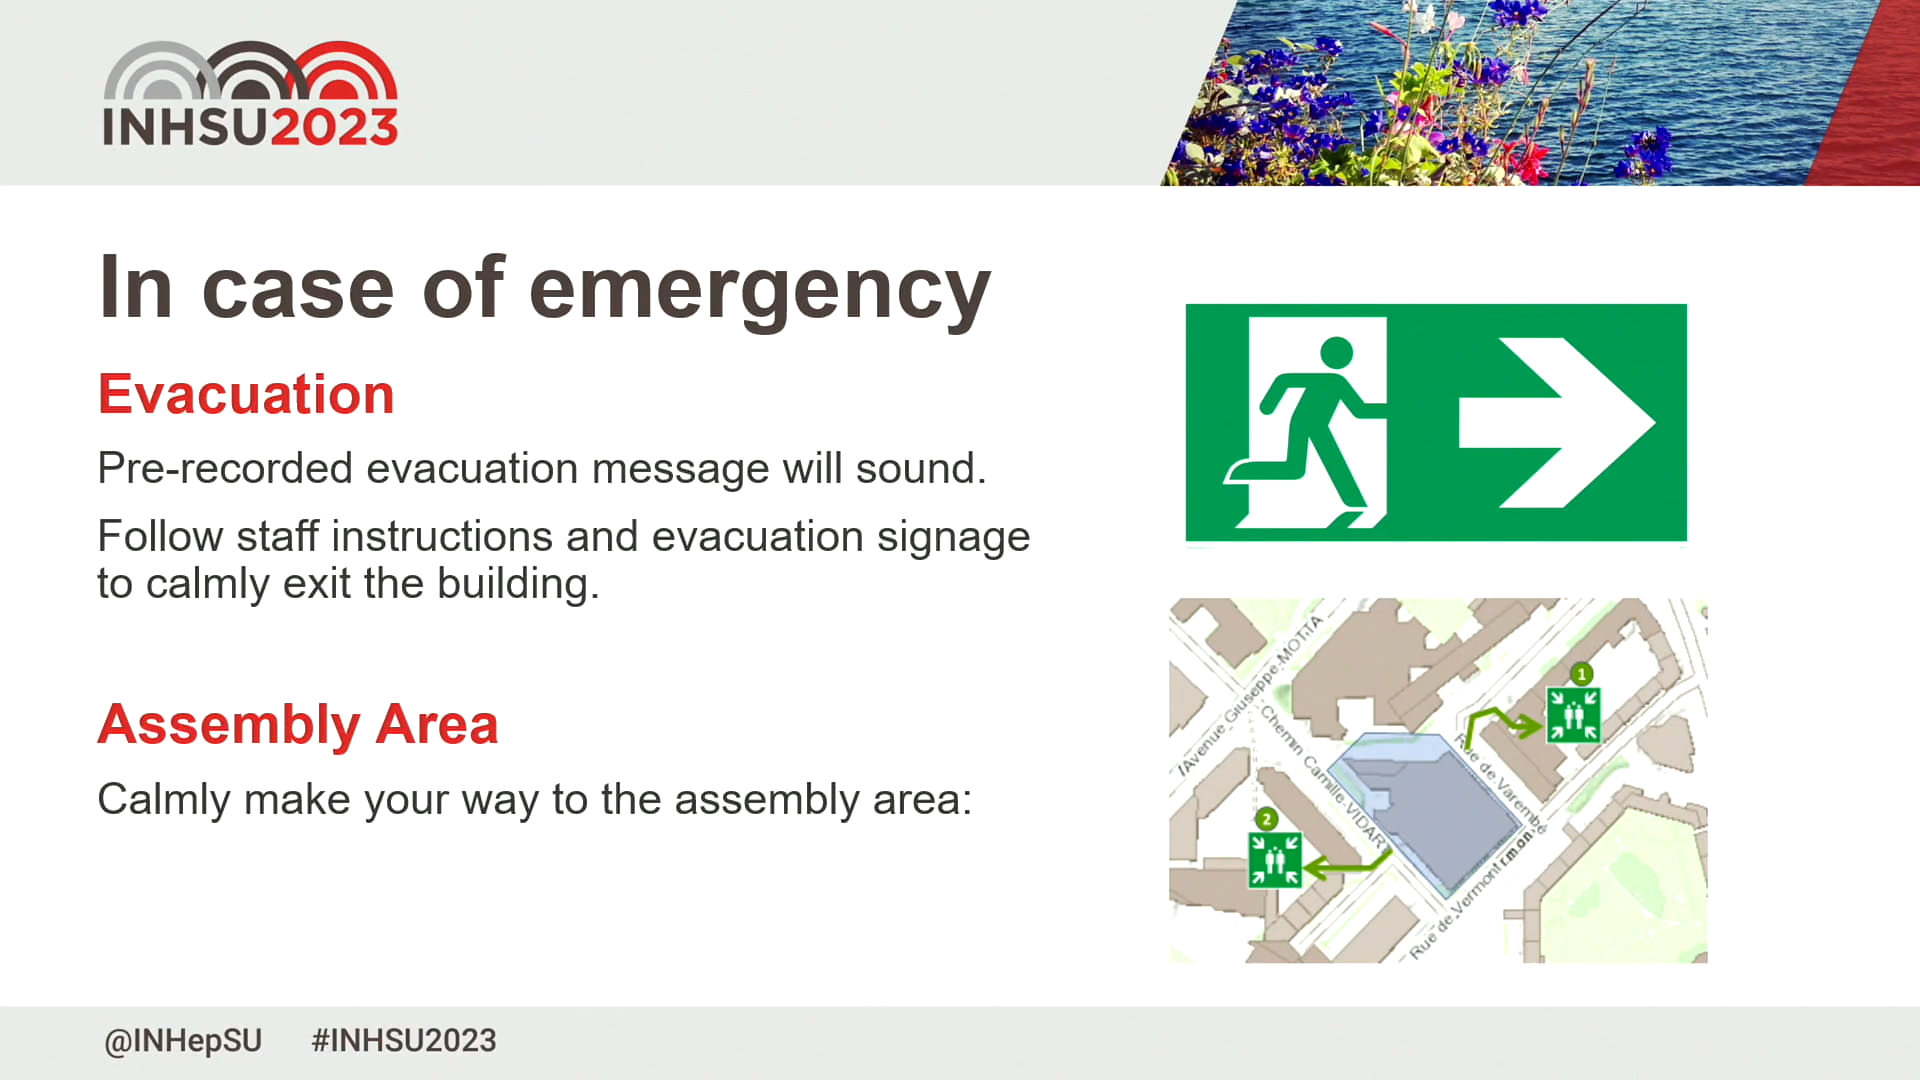 INHSU2023
In case of emergency
Evacuation
Pre-recorded evacuation message will sound.
Follow staff instructions and evacuation signage
to calmly exit the building.
Assembly Area
Calmly make your way to the assembly area:
Avenue Giuseppe-MOTTA
Chemin Camille-VIDART
Rue de Varembé
Rue de Vermont
1
2
@INHepSU #INHSU2023